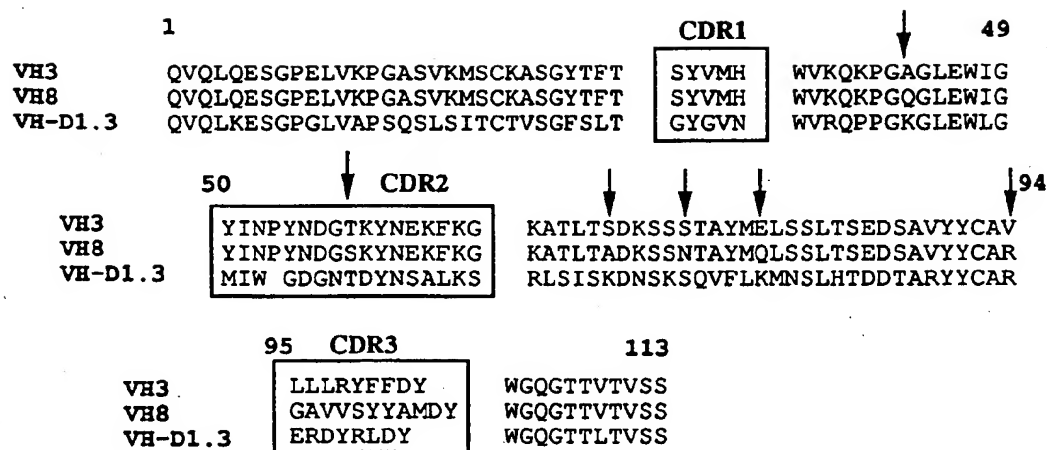 1 CDR1 49
VH3 QVQLQESGPELVKPGASVKMSCKASGYTFT SYVMH WVKQKPGAGLEWIG
VH8 QVQLQESGPELVKPGASVKMSCKASGYTFT SYVMH WVKQKPGQGLEWIG
VH-D1.3 QVQLKESGPGLVAPSQSLSITCTVSGFSLT GYGVN WVRQPPGKGLEWLG
50 CDR2 94
VH3 YINPYNDGTKYNEKFKG KATLTSDKSSSTAYMELSSLTSEDSAVYYCAV
VH8 YINPYNDGSKYNEKFKG KATLTADKSSNTAYMQLSSLTSEDSAVYYCAR
VH-D1.3 MIW GDGNTDYNSALKS RLSISKDNSKSQVFLKMNSLHTDDTARYYCAR
95 CDR3 113
VH3 LLLRYFFDY WGQGTTVTVSS
VH8 GAVVSYYAMDY WGQGTTVTVSS
VH-D1.3 ERDYRLDY WGQGTTLTVSS